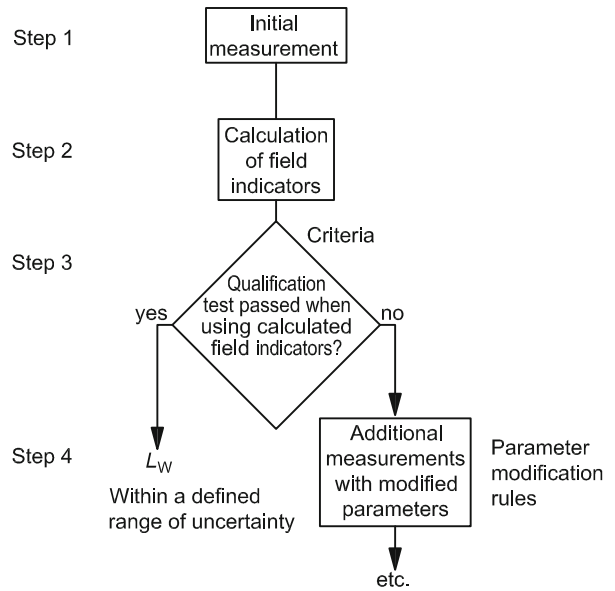 Step 1
Initial
measurement
Step 2
Calculation
of field
indicators
Criteria
Step 3
Qualification
test passed when
using calculated
field indicators?
yes
no
Step 4
L_W
Within a defined
range of uncertainty
Additional
measurements
with modified
parameters
Parameter
modification
rules
etc.